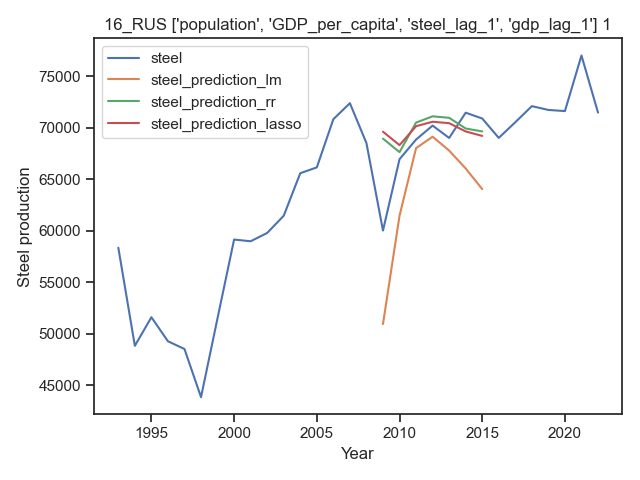 16_RUS ['population', 'GDP_per_capita', 'steel_lag_1', 'gdp_lag_1'] 1
steel
steel_prediction_lm
steel_prediction_rr
steel_prediction_lasso
Steel production
75000
70000
65000
60000
55000
50000
45000
1995 2000 2005 2010 2015 2020
Year